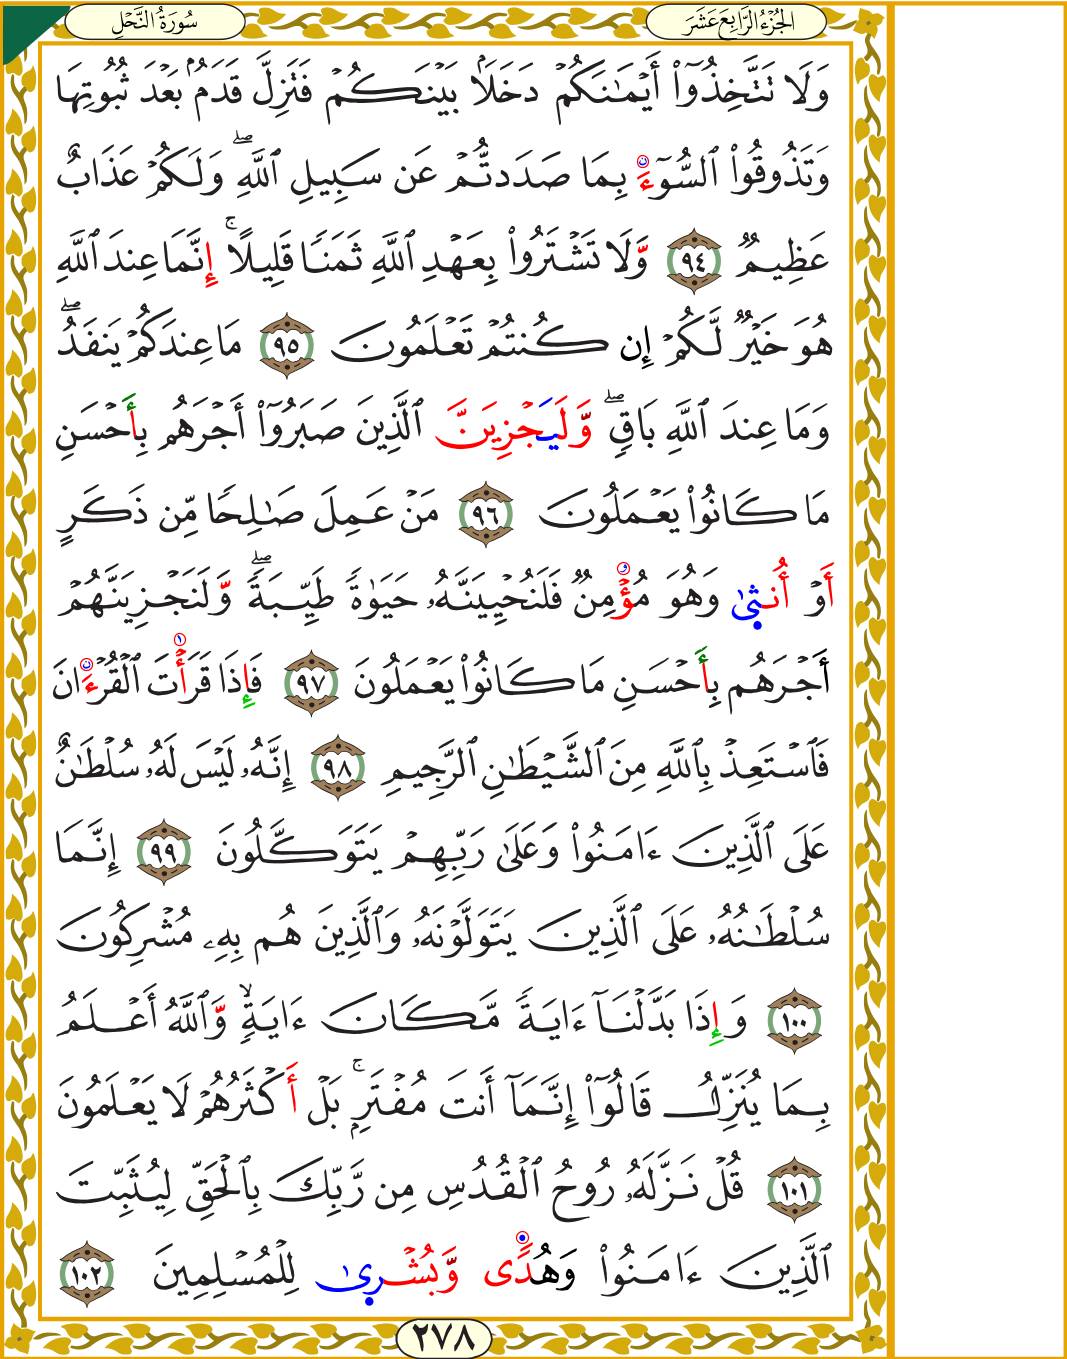 الجُزْءُ الرَّابِعَ عَشَرَ
سُورَةُ النَّحْلِ
وَلَا تَتَّخِذُوٓا۟ أَيْمَـٰنَكُمْ دَخَلًۢا بَيْنَكُمْ فَتَزِلَّ قَدَمٌۢ بَعْدَ ثُبُوتِهَا
وَتَذُوقُوا۟ ٱلسُّوٓءَ بِمَا صَدَدتُّمْ عَن سَبِيلِ ٱللَّهِ ۖ وَلَكُمْ عَذَابٌ
عَظِيمٌ ٩٤ وَّلَا تَشْتَرُوا۟ بِعَهْدِ ٱللَّهِ ثَمَنًا قَلِيلًا ۚ إِنَّمَا عِندَ ٱللَّهِ
هُوَ خَيْرٌ لَّكُمْ إِن كُنتُمْ تَعْلَمُونَ ٩٥ مَا عِندَكُمْ يَنفَدُ ۖ
وَمَا عِندَ ٱللَّهِ بَاقٍ ۖ وَّلَيَجْزِيَنَّ ٱلَّذِينَ صَبَرُوٓا۟ أَجْرَهُم بِأَحْسَنِ
مَا كَانُوا۟ يَعْمَلُونَ ٩٦ مَنْ عَمِلَ صَـٰلِحًا مِّن ذَكَرٍ
أَوْ أُنثِىٰ وَهُوَ مُؤْمِنٌ فَلَنُحْيِيَنَّهُۥ حَيَوٰةً طَيِّبَةً ۖ وَّلَنَجْزِيَنَّهُمْ
أَجْرَهُم بِأَحْسَنِ مَا كَانُوا۟ يَعْمَلُونَ ٩٧ فَإِذَا قَرَأْتَ ٱلْقُرْءَانَ
فَٱسْتَعِذْ بِٱللَّهِ مِنَ ٱلشَّيْطَـٰنِ ٱلرَّجِيمِ ٩٨ إِنَّهُۥ لَيْسَ لَهُۥ سُلْطَـٰنٌ
عَلَى ٱلَّذِينَ ءَامَنُوا۟ وَعَلَىٰ رَبِّهِمْ يَتَوَكَّلُونَ ٩٩ إِنَّمَا
سُلْطَـٰنُهُۥ عَلَى ٱلَّذِينَ يَتَوَلَّوْنَهُۥ وَٱلَّذِينَ هُم بِهِۦ مُشْرِكُونَ
١٠٠ وَإِذَا بَدَّلْنَآ ءَايَةً مَّكَانَ ءَايَةٍ ۙ وَّٱللَّهُ أَعْلَمُ
بِمَا يُنَزِّلُ قَالُوٓا۟ إِنَّمَآ أَنتَ مُفْتَرٍۭ ۚ بَلْ أَكْثَرُهُمْ لَا يَعْلَمُونَ
١٠١ قُلْ نَزَّلَهُۥ رُوحُ ٱلْقُدُسِ مِن رَّبِّكَ بِٱلْحَقِّ لِيُثَبِّتَ
ٱلَّذِينَ ءَامَنُوا۟ وَهُدًى وَّبُشْرِىٰ لِلْمُسْلِمِينَ ١٠٢
٢٧٨